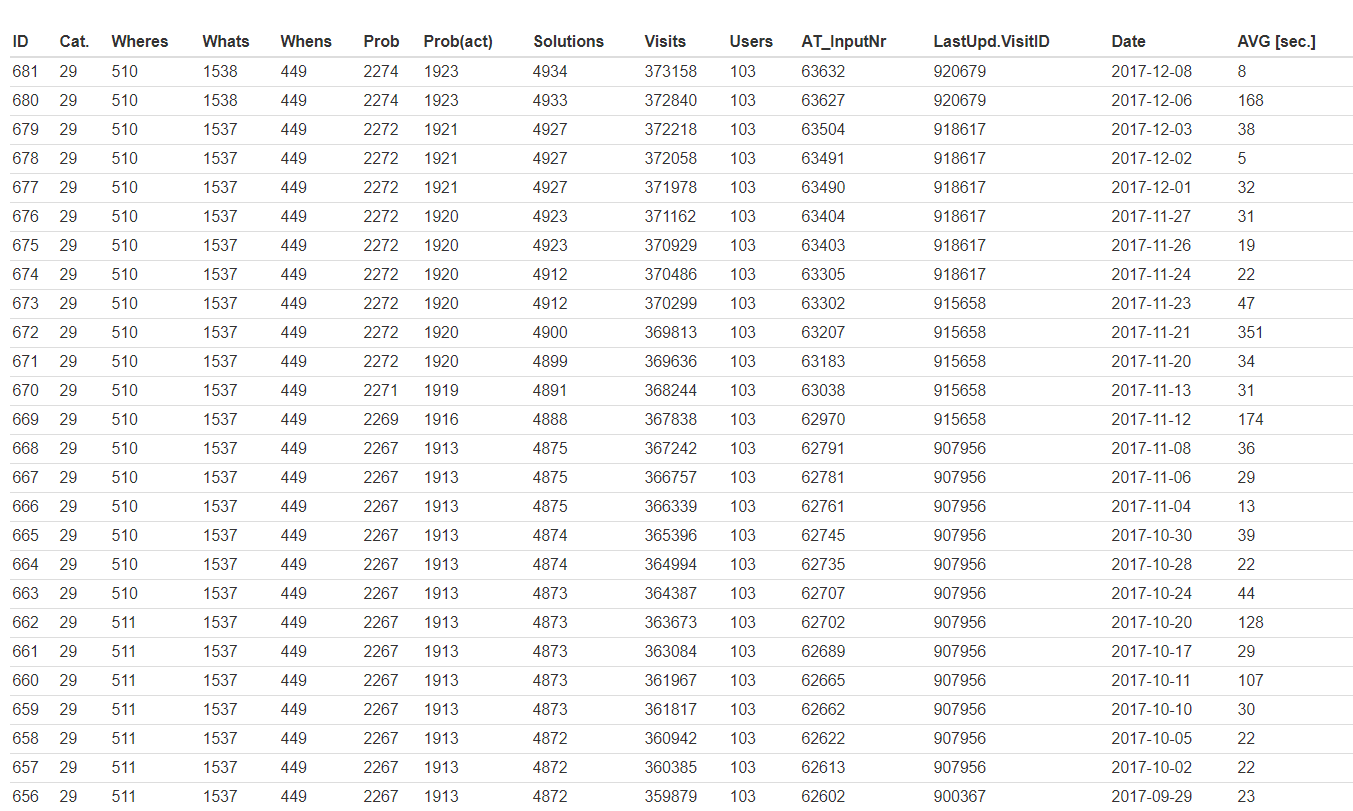 ID Cat. Wheres Whats Whens Prob Prob(act) Solutions Visits Users AT_InputNr LastUpd.VisitID Date AVG [sec.]
681 29 510 1538 449 2274 1923 4934 373158 103 63632 920679 2017-12-08 8
680 29 510 1538 449 2274 1923 4933 372840 103 63627 920679 2017-12-06 168
679 29 510 1537 449 2272 1921 4927 372218 103 63504 918617 2017-12-03 38
678 29 510 1537 449 2272 1921 4927 372058 103 63491 918617 2017-12-02 5
677 29 510 1537 449 2272 1921 4927 371978 103 63490 918617 2017-12-01 32
676 29 510 1537 449 2272 1920 4923 371162 103 63404 918617 2017-11-27 31
675 29 510 1537 449 2272 1920 4923 370929 103 63403 918617 2017-11-26 19
674 29 510 1537 449 2272 1920 4912 370486 103 63305 918617 2017-11-24 22
673 29 510 1537 449 2272 1920 4912 370299 103 63302 915658 2017-11-23 47
672 29 510 1537 449 2272 1920 4900 369813 103 63207 915658 2017-11-21 351
671 29 510 1537 449 2272 1920 4899 369636 103 63183 915658 2017-11-20 34
670 29 510 1537 449 2271 1919 4891 368244 103 63038 915658 2017-11-13 31
669 29 510 1537 449 2269 1916 4888 367838 103 62970 915658 2017-11-12 174
668 29 510 1537 449 2267 1913 4875 367242 103 62791 907956 2017-11-08 36
667 29 510 1537 449 2267 1913 4875 366757 103 62781 907956 2017-11-06 29
666 29 510 1537 449 2267 1913 4875 366339 103 62761 907956 2017-11-04 13
665 29 510 1537 449 2267 1913 4874 365396 103 62745 907956 2017-10-30 39
664 29 510 1537 449 2267 1913 4874 364994 103 62735 907956 2017-10-28 22
663 29 510 1537 449 2267 1913 4873 364387 103 62707 907956 2017-10-24 44
662 29 511 1537 449 2267 1913 4873 363673 103 62702 907956 2017-10-20 128
661 29 511 1537 449 2267 1913 4873 363084 103 62689 907956 2017-10-17 29
660 29 511 1537 449 2267 1913 4873 361967 103 62665 907956 2017-10-11 107
659 29 511 1537 449 2267 1913 4873 361817 103 62662 907956 2017-10-10 30
658 29 511 1537 449 2267 1913 4872 360942 103 62622 907956 2017-10-05 22
657 29 511 1537 449 2267 1913 4872 360385 103 62613 907956 2017-10-02 22
656 29 511 1537 449 2267 1913 4872 359879 103 62602 900367 2017-09-29 23